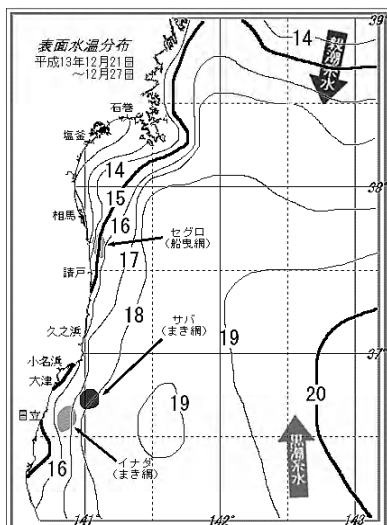 表面水温分布
平成13年12月21日
～12月27日
39°
14
親潮系水
石巻
塩釜
14
38°
15
相馬
16
セグロ
(船曳網)
17
請戸
18
サバ
(まき網)
久之浜
19
37°
小名浜
大津
20
19
日立
黒潮系水
16
イナダ
(まき網)
141°
142°
143°